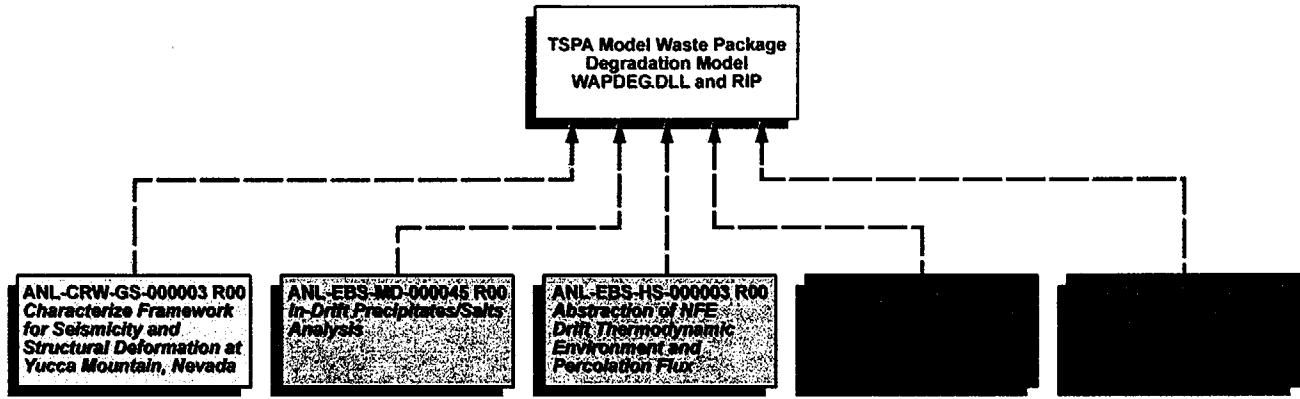 TSPA Model Waste Package
Degradation Model
WAPDEG.DLL and RIP
ANL-CRW-GS-000003 R00
Characterize Framework
for Seismicity and
Structural Deformation at
Yucca Mountain, Nevada
ANL-EBS-MD-000045 R00
In-Drift Precipitates/Salts
Analysis
ANL-EBS-HS-000003 R00
Abstraction of NFE
Drift Thermodynamic
Environment and
Percolation Flux